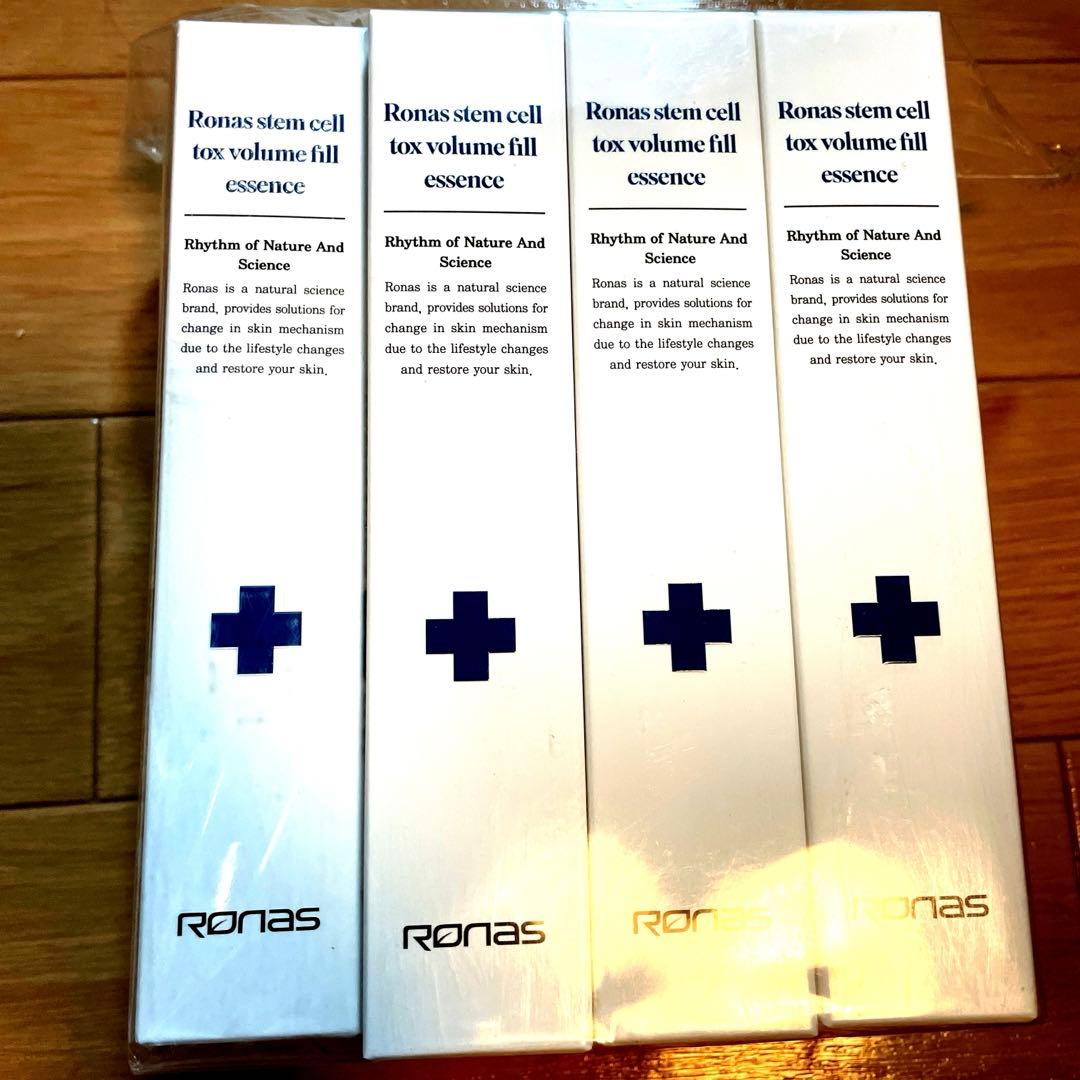 Ronas stem cell
tox volume fill
essence
Rhythm of Nature And
Science
Ronas is a natural science
brand, provides solutions for
change in skin mechanism
due to the lifestyle changes
and restore your skin.
RØnas
Ronas stem cell
tox volume fill
essence
Rhythm of Nature And
Science
Ronas is a natural science
brand, provides solutions for
change in skin mechanism
due to the lifestyle changes
and restore your skin.
RØnas
Ronas stem cell
tox volume fill
essence
Rhythm of Nature And
Science
Ronas is a natural science
brand, provides solutions for
change in skin mechanism
due to the lifestyle changes
and restore your skin.
RØnas
Ronas stem cell
tox volume fill
essence
Rhythm of Nature And
Science
Ronas is a natural science
brand, provides solutions for
change in skin mechanism
due to the lifestyle changes
and restore your skin.
RØnas